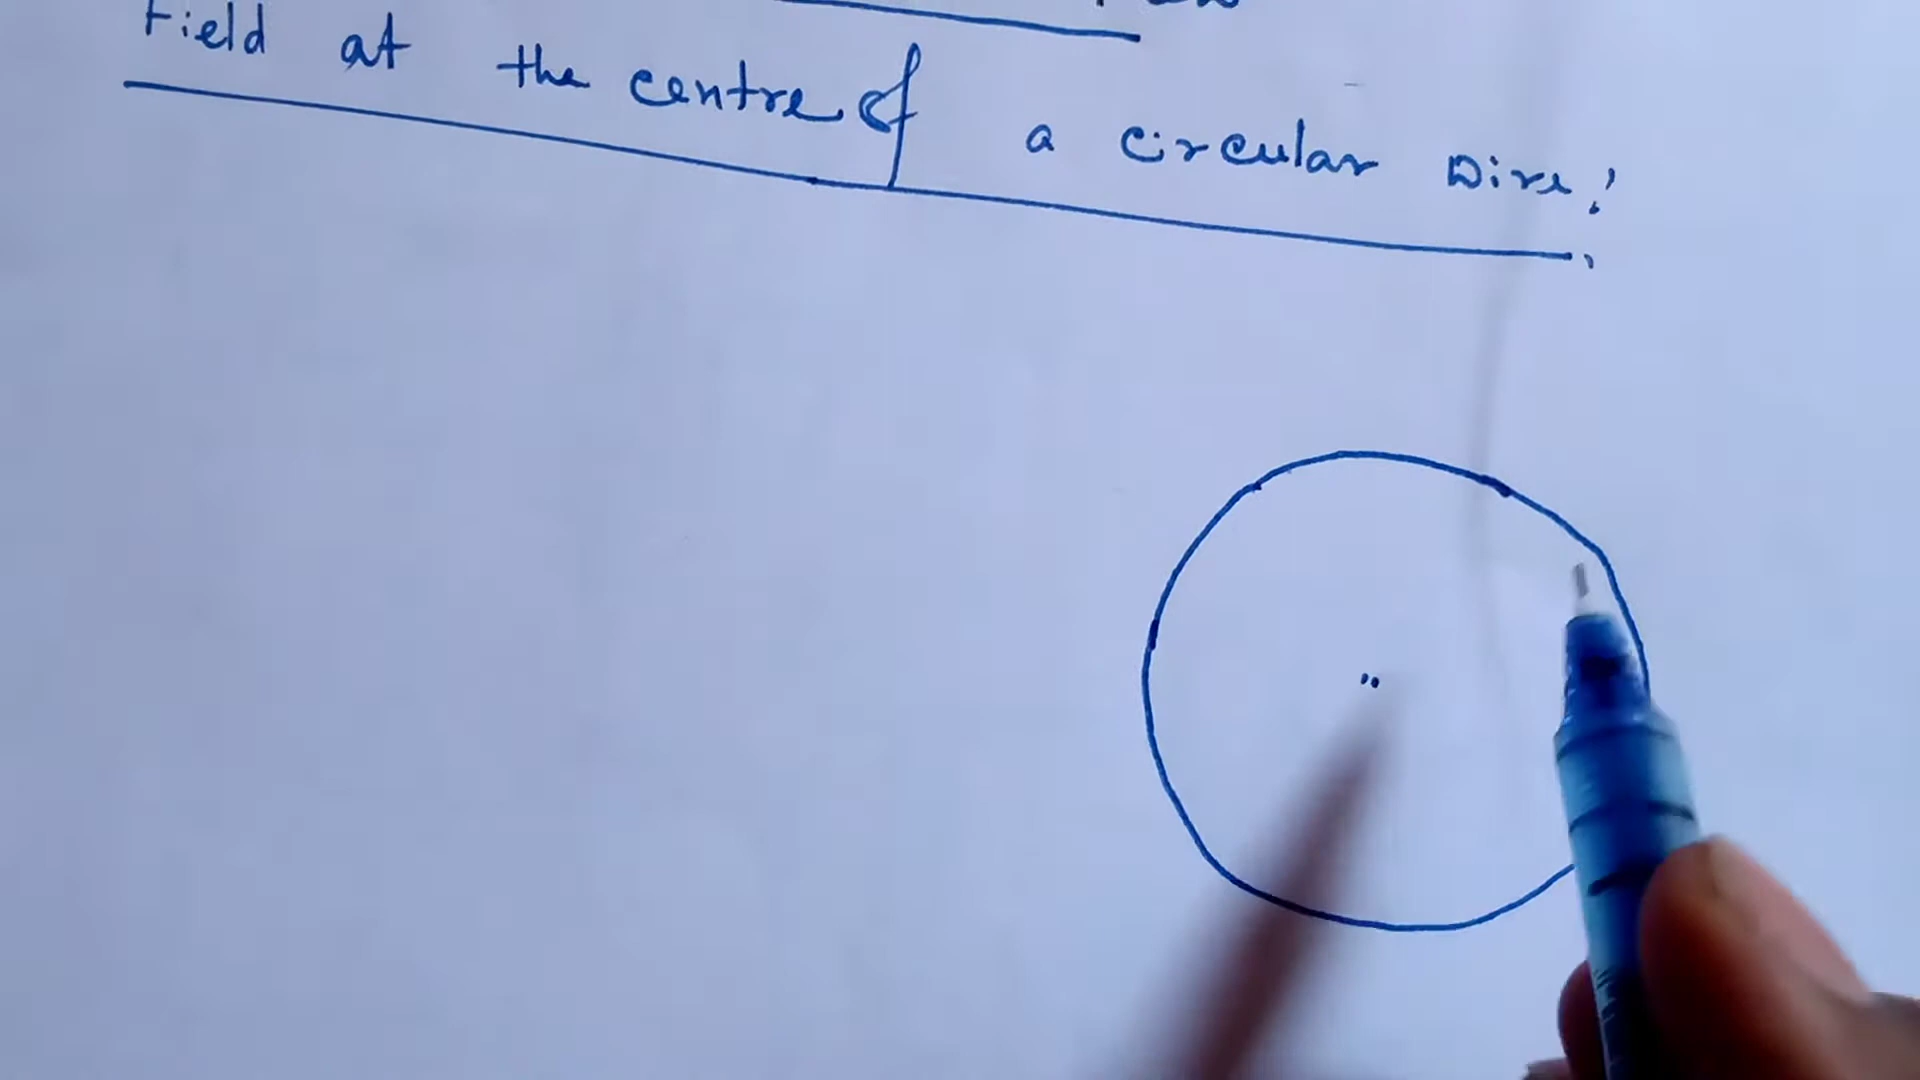 Field at the centre of a circular wire: